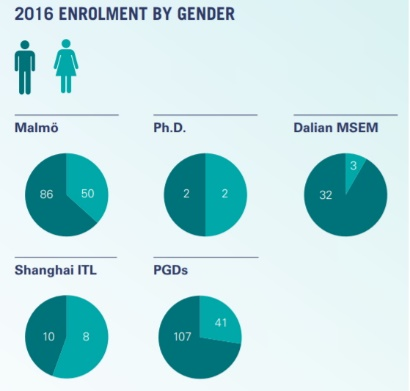 2016 ENROLMENT BY GENDER
Malmö
86 50
Ph.D.
2 2
Dalian MSEM
3
32
Shanghai ITL
10 8
PGDs
41
107